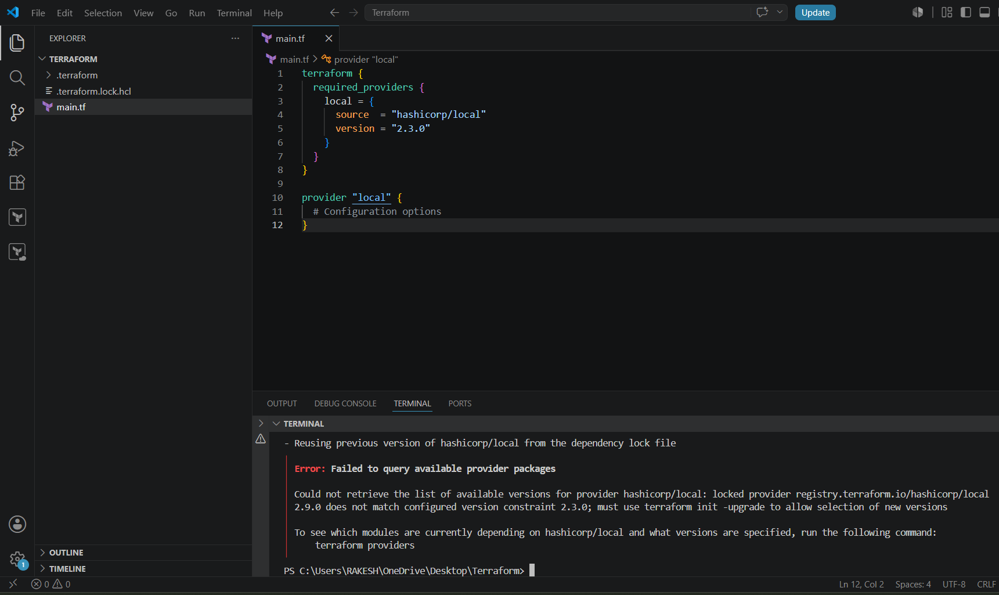 File Edit Selection View Go Run Terminal Help
Terraform
Update
EXPLORER
TERRAFORM
.terraform
.terraform.lock.hcl
main.tf
main.tf
main.tf > provider "local"
1 terraform {
2 required_providers {
3 local = {
4 source  = "hashicorp/local"
5 version = "2.3.0"
6 }
7 }
8 }
9
10 provider "local" {
11 # Configuration options
12 }
OUTPUT DEBUG CONSOLE TERMINAL PORTS
TERMINAL
- Reusing previous version of hashicorp/local from the dependency lock file
Error: Failed to query available provider packages
Could not retrieve the list of available versions for provider hashicorp/local: locked provider registry.terraform.io/hashicorp/local
2.9.0 does not match configured version constraint 2.3.0; must use terraform init -upgrade to allow selection of new versions
To see which modules are currently depending on hashicorp/local and what versions are specified, run the following command:
terraform providers
PS C:\Users\RAKESH\OneDrive\Desktop\Terraform>
OUTLINE
1
TIMELINE
0 0
Ln 12, Col 2 Spaces: 4 UTF-8 CRLF